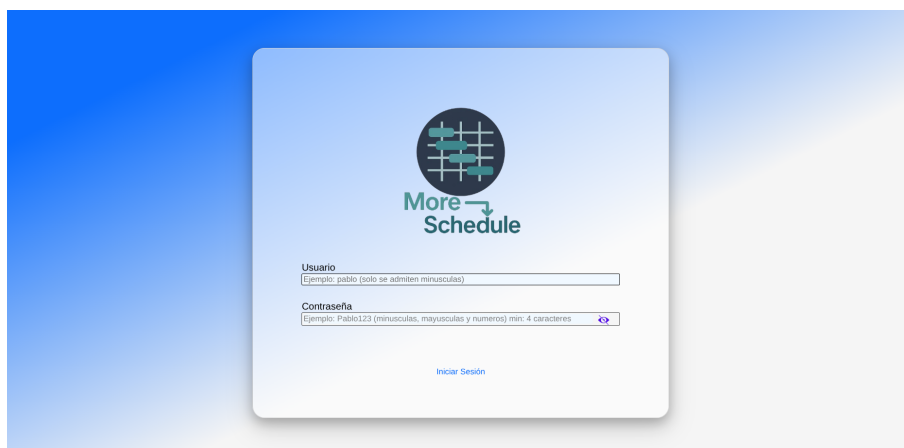 More
Schedule
Usuario
Ejemplo: pablo (solo se admiten minusculas)
Contraseña
Ejemplo: Pablo123 (minusculas, mayusculas y numeros) min: 4 caracteres
Iniciar Sesión